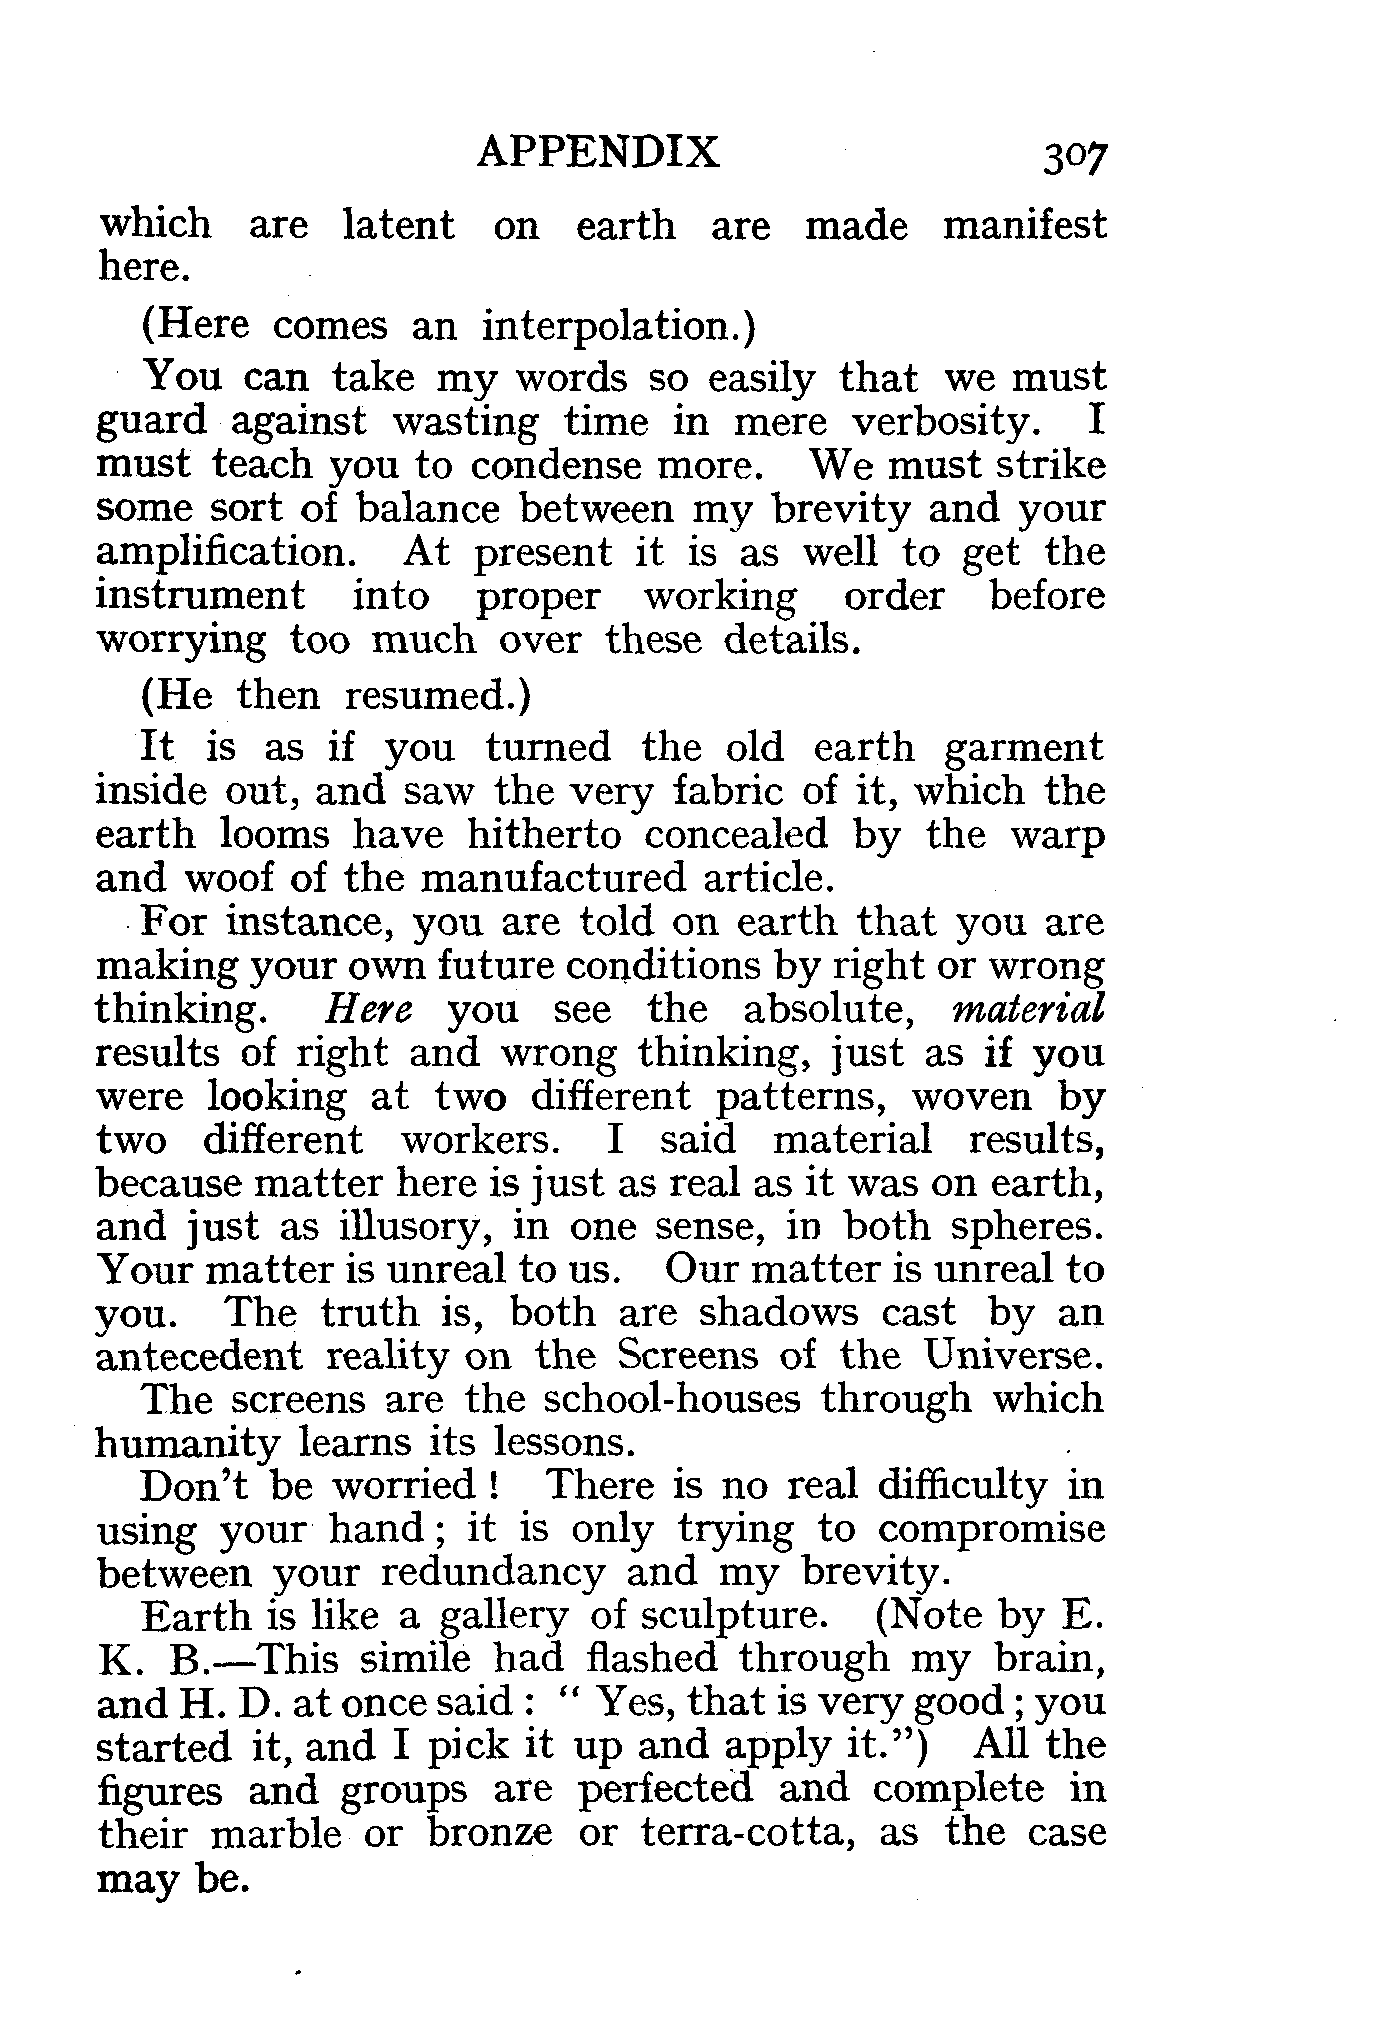 APPENDIX 307
which are latent on earth are made manifest
here.
(Here comes an interpolation.)
You can take my words so easily that we must
guard against wasting time in mere verbosity. I
must teach you to condense more. We must strike
some sort of balance between my brevity and your
amplification. At present it is as well to get the
instrument into proper working order before
worrying too much over these details.
(He then resumed.)
It is as if you turned the old earth garment
inside out, and saw the very fabric of it, which the
earth looms have hitherto concealed by the warp
and woof of the manufactured article.
For instance, you are told on earth that you are
making your own future conditions by right or wrong
thinking. Here you see the absolute, material
results of right and wrong thinking, just as if you
were looking at two different patterns, woven by
two different workers. I said material results,
because matter here is just as real as it was on earth,
and just as illusory, in one sense, in both spheres.
Your matter is unreal to us. Our matter is unreal to
you. The truth is, both are shadows cast by an
antecedent reality on the Screens of the Universe.
The screens are the school-houses through which
humanity learns its lessons.
Don't be worried ! There is no real difficulty in
using your hand ; it is only trying to compromise
between your redundancy and my brevity.
Earth is like a gallery of sculpture. (Note by E.
K. B.—This simile had flashed through my brain,
and H. D. at once said : “ Yes, that is very good ; you
started it, and I pick it up and apply it.”) All the
figures and groups are perfected and complete in
their marble or bronze or terra-cotta, as the case
may be.